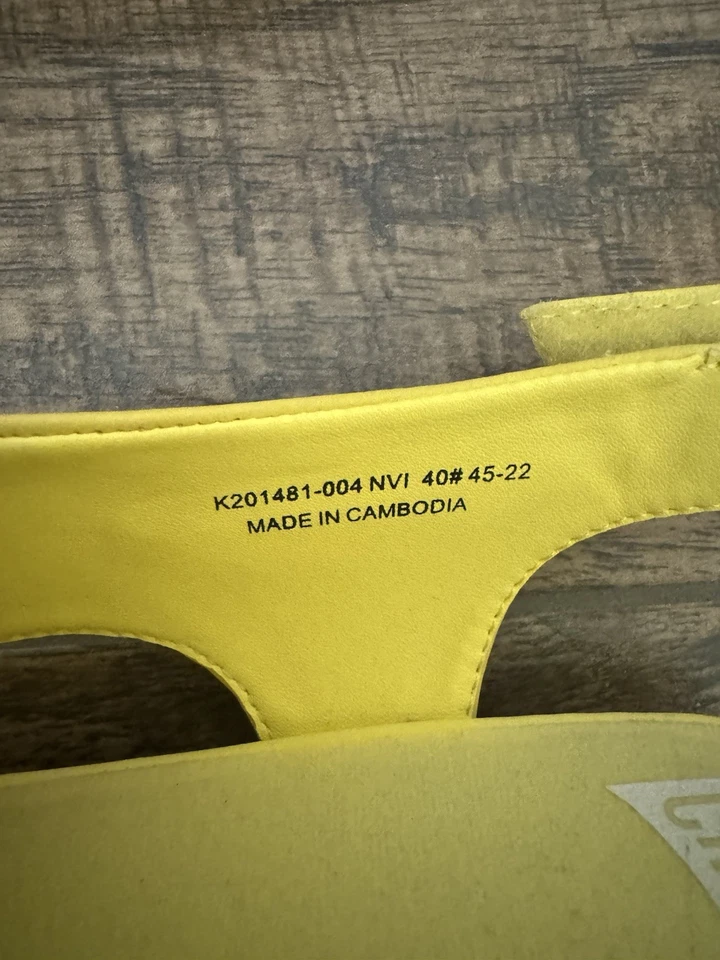 K201481-004 NVI 40# 45-22
MADE IN CAMBODIA